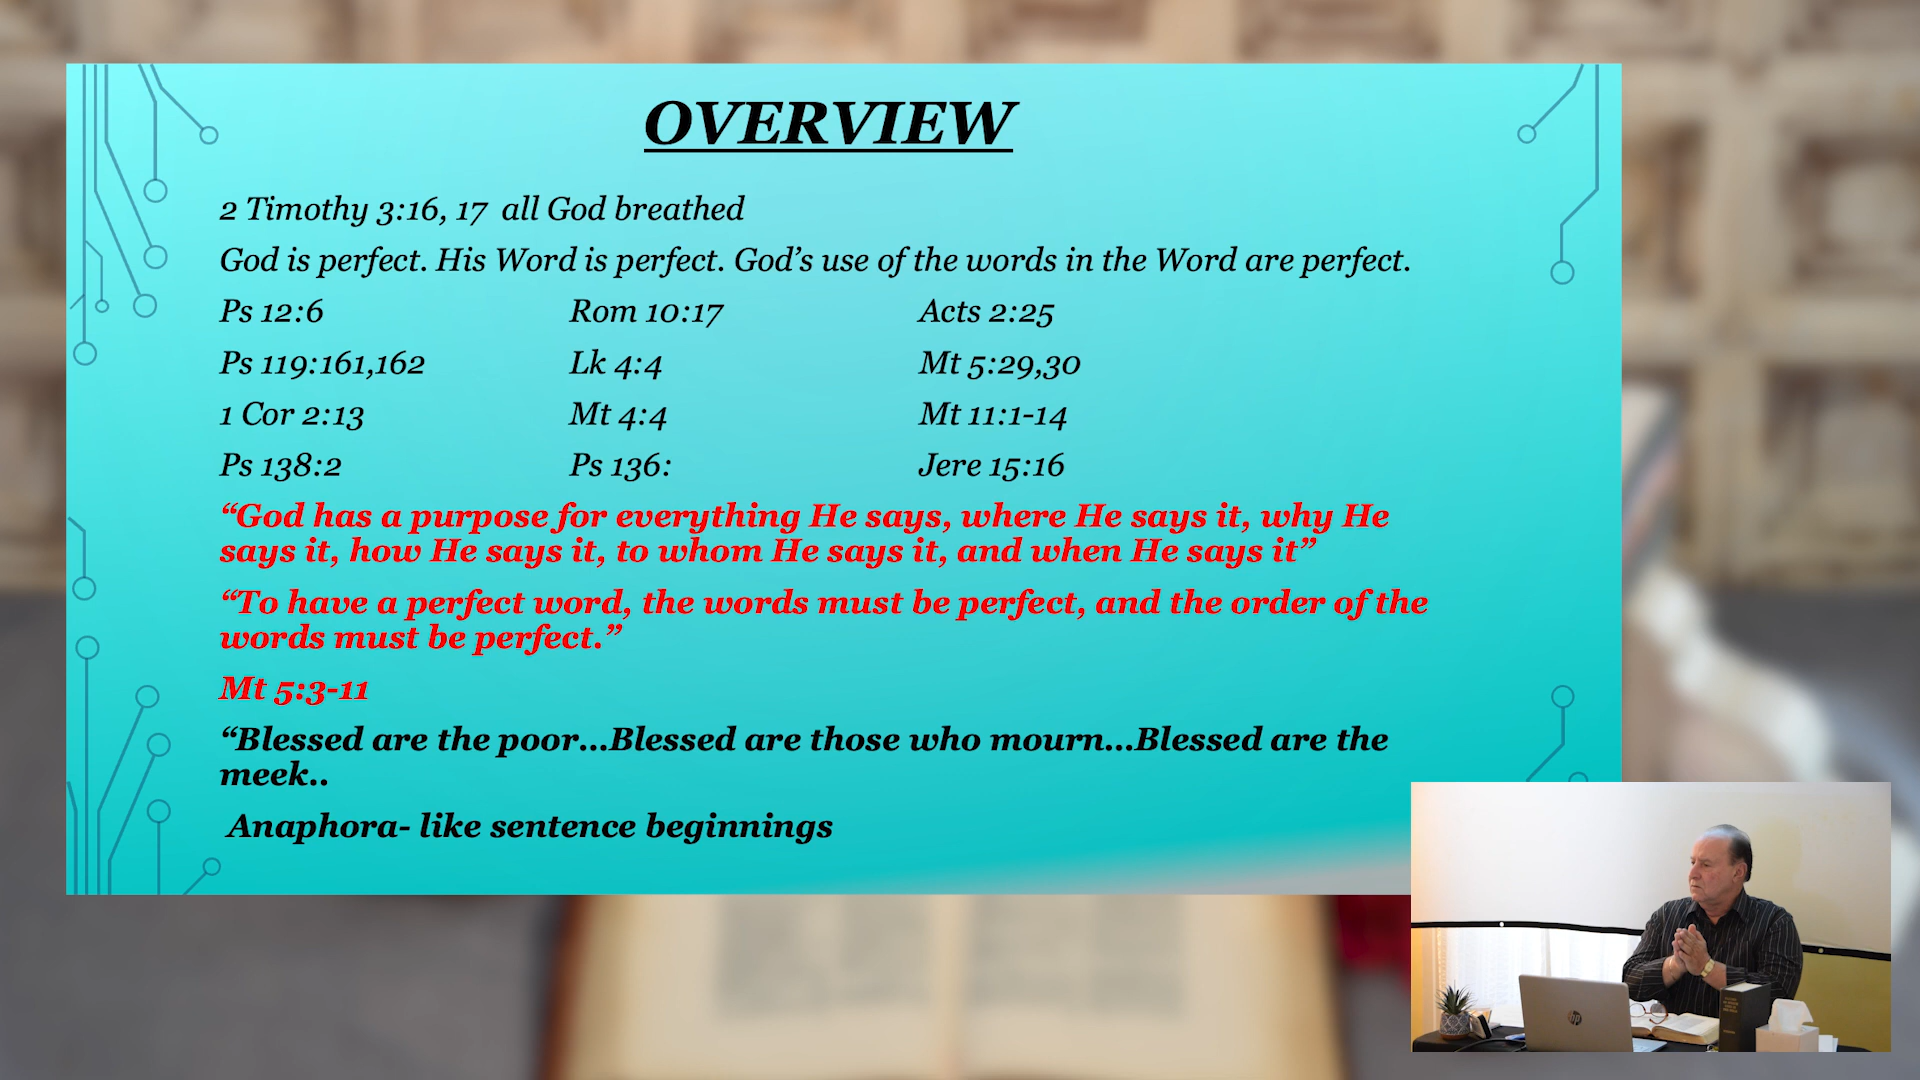 OVERVIEW
2 Timothy 3:16, 17 all God breathed
God is perfect. His Word is perfect. God’s use of the words in the Word are perfect.
Ps 12:6 Rom 10:17 Acts 2:25
Ps 119:161,162 Lk 4:4 Mt 5:29,30
1 Cor 2:13 Mt 4:4 Mt 11:1-14
Ps 138:2 Ps 136: Jere 15:16
“God has a purpose for everything He says, where He says it, why He
says it, how He says it, to whom He says it, and when He says it”
“To have a perfect word, the words must be perfect, and the order of the
words must be perfect.”
Mt 5:3-11
“Blessed are the poor...Blessed are those who mourn...Blessed are the
meek..
Anaphora- like sentence beginnings
hp